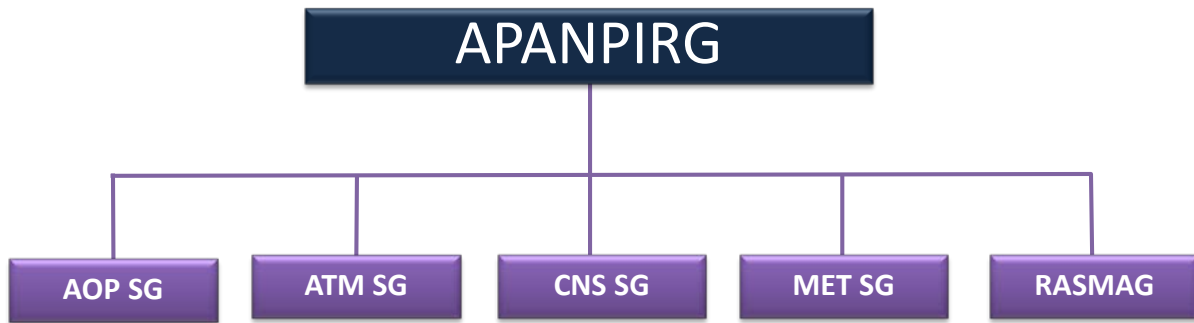 APANPIRG
AOP SG
ATM SG
CNS SG
MET SG
RASMAG